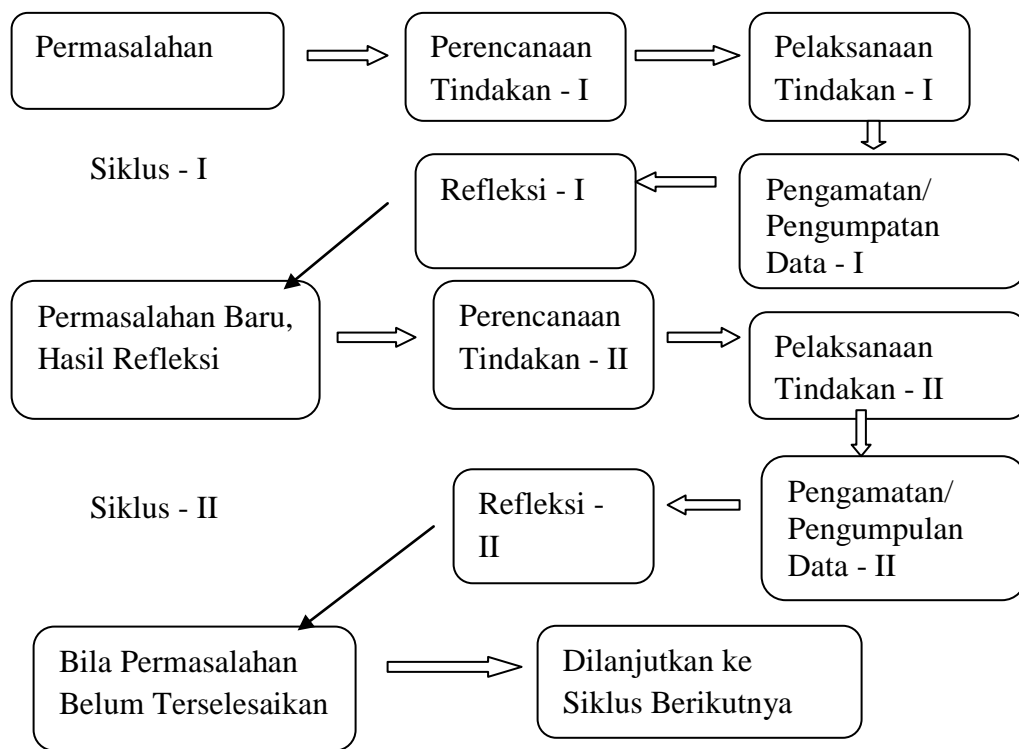 Permasalahan
Perencanaan
Tindakan - I
Pelaksanaan
Tindakan - I
Siklus - I
Refleksi - I
Pengamatan/
Pengumpatan
Data - I
Permasalahan Baru,
Hasil Refleksi
Perencanaan
Tindakan - II
Pelaksanaan
Tindakan - II
Siklus - II
Refleksi -
II
Pengamatan/
Pengumpulan
Data - II
Bila Permasalahan
Belum Terselesaikan
Dilanjutkan ke
Siklus Berikutnya